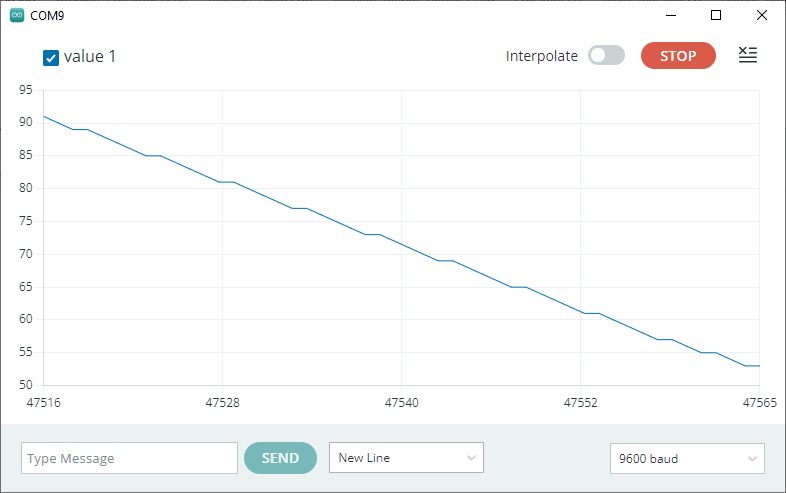 COM9
value 1
Interpolate
STOP
95
90
85
80
75
70
65
60
55
50
47516 47528 47540 47552 47565
Type Message
SEND
New Line
9600 baud